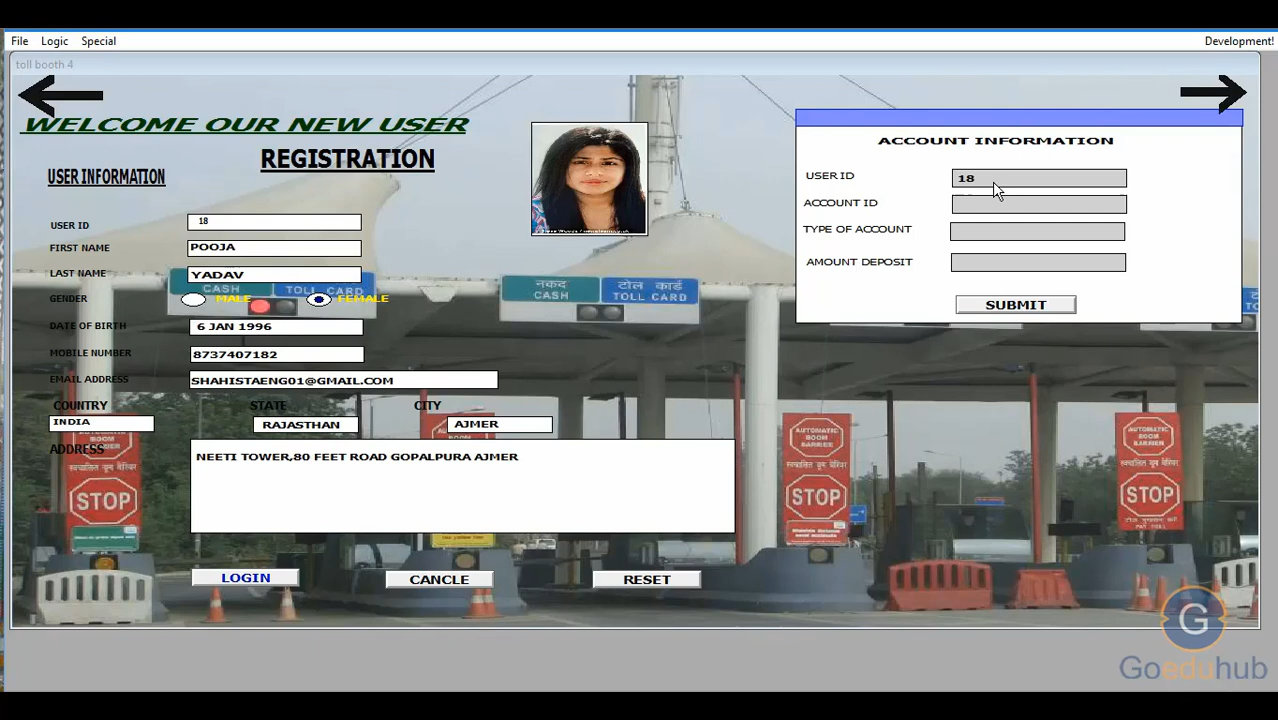 File Logic Special Development!
toll booth 4
WELCOME OUR NEW USER
REGISTRATION
USER INFORMATION
USER ID 18
FIRST NAME POOJA
LAST NAME YADAV
GENDER MALE FEMALE
DATE OF BIRTH 6 JAN 1996
MOBILE NUMBER 8737407182
EMAIL ADDRESS SHAHISTAENG01@GMAIL.COM
COUNTRY STATE CITY
INDIA RAJASTHAN AJMER
ADDRESS
NEETI TOWER,80 FEET ROAD GOPALPURA AJMER
LOGIN CANCLE RESET
ACCOUNT INFORMATION
USER ID 18
ACCOUNT ID
TYPE OF ACCOUNT
AMOUNT DEPOSIT
SUBMIT
CASH
TOLL CARD
नकद
CASH
टोल कार्ड
TOLL CARD
STOP
AUTOMATIC
BOOM
BARRIER
STOP
AUTOMATIC
BOOM
BARRIER
STOP
G
Goeduhub